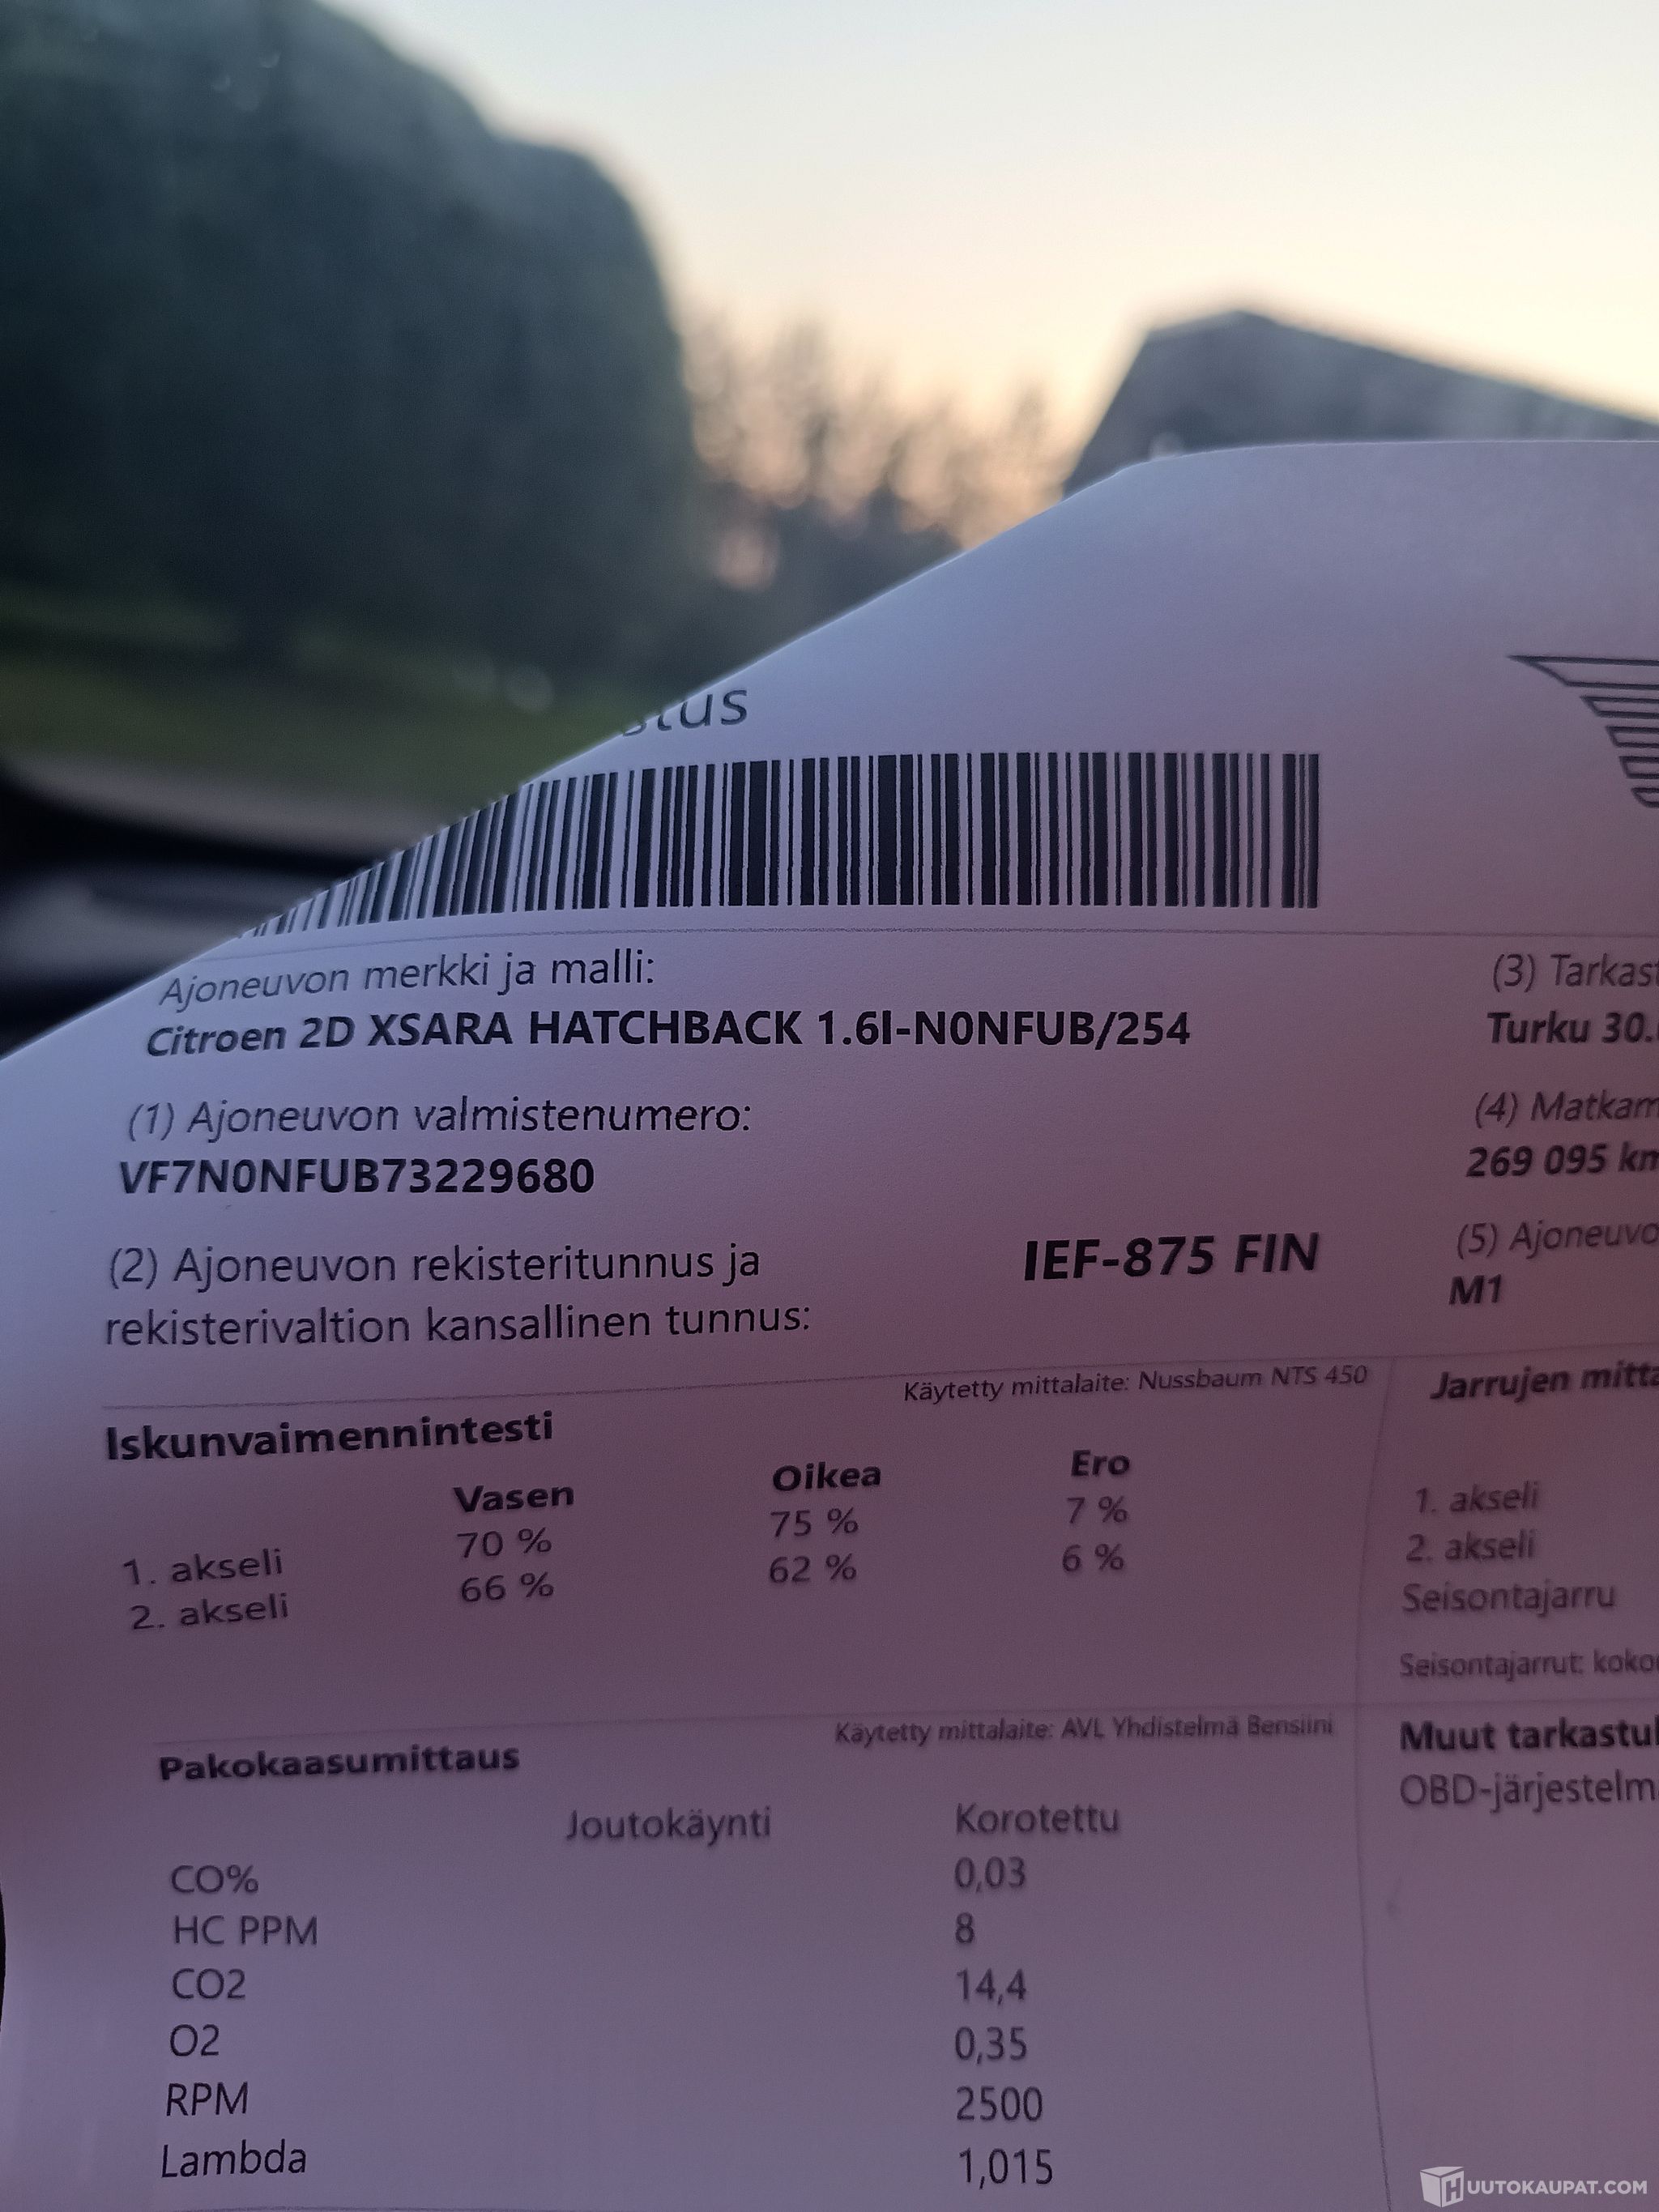 Ajoneuvon merkki ja malli:
Citroen 2D XSARA HATCHBACK 1.6I-N0NFUB/254
(1) Ajoneuvon valmistenumero:
VF7N0NFUB73229680
(2) Ajoneuvon rekisteritunnus ja
rekisterivaltion kansallinen tunnus:
IEF-875 FIN
(3) Tarkast
Turku 30.
(4) Matkam
269 095 km
(5) Ajoneuvo
M1
Käytetty mittalaite: Nussbaum NTS 450
Iskunvaimennintesti
Vasen Oikea Ero
1. akseli 70 % 75 % 7 %
2. akseli 66 % 62 % 6 %
Jarrujen mitta
1. akseli
2. akseli
Seisontajarru
Seisontajarrut: koko
Käytetty mittalaite: AVL Yhdistelmä Bensiini
Pakokaasumittaus
Joutokäynti Korotettu
CO% 0,03
HC PPM 8
CO2 14,4
O2 0,35
RPM 2500
Lambda 1,015
Muut tarkastu
OBD-järjestelm
HUUTOKAUPAT.COM